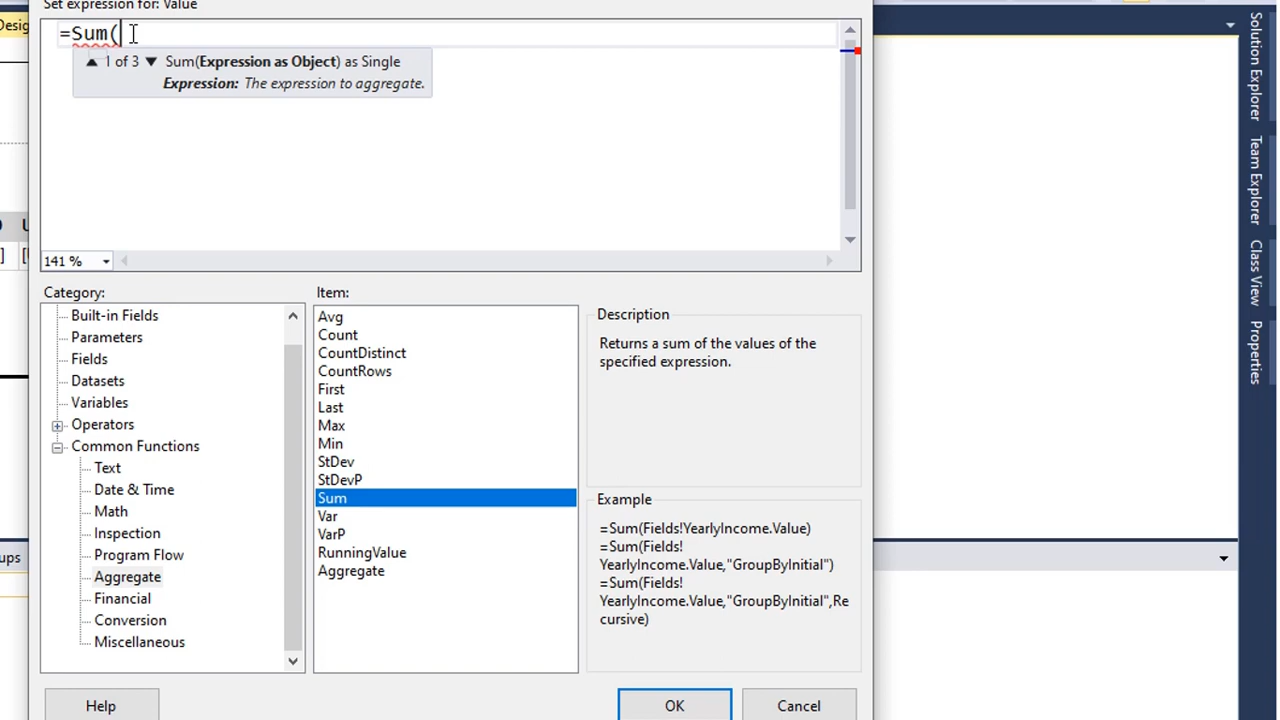 Set expression for: Value
Desig
=Sum(
1 of 3 Sum(Expression as Object) as Single
Expression: The expression to aggregate.
141 %
Category:
Built-in Fields
Parameters
Fields
Datasets
Variables
Operators
Common Functions
Text
Date & Time
Math
Inspection
Program Flow
Aggregate
Financial
Conversion
Miscellaneous
Item:
Avg
Count
CountDistinct
CountRows
First
Last
Max
Min
StDev
StDevP
Sum
Var
VarP
RunningValue
Aggregate
Description
Returns a sum of the values of the
specified expression.
Example
=Sum(Fields!YearlyIncome.Value)
=Sum(Fields!
YearlyIncome.Value,"GroupByInitial")
=Sum(Fields!
YearlyIncome.Value,"GroupByInitial",Re
cursive)
Help
OK
Cancel
ups
Solution Explorer
Team Explorer
Class View
Properties